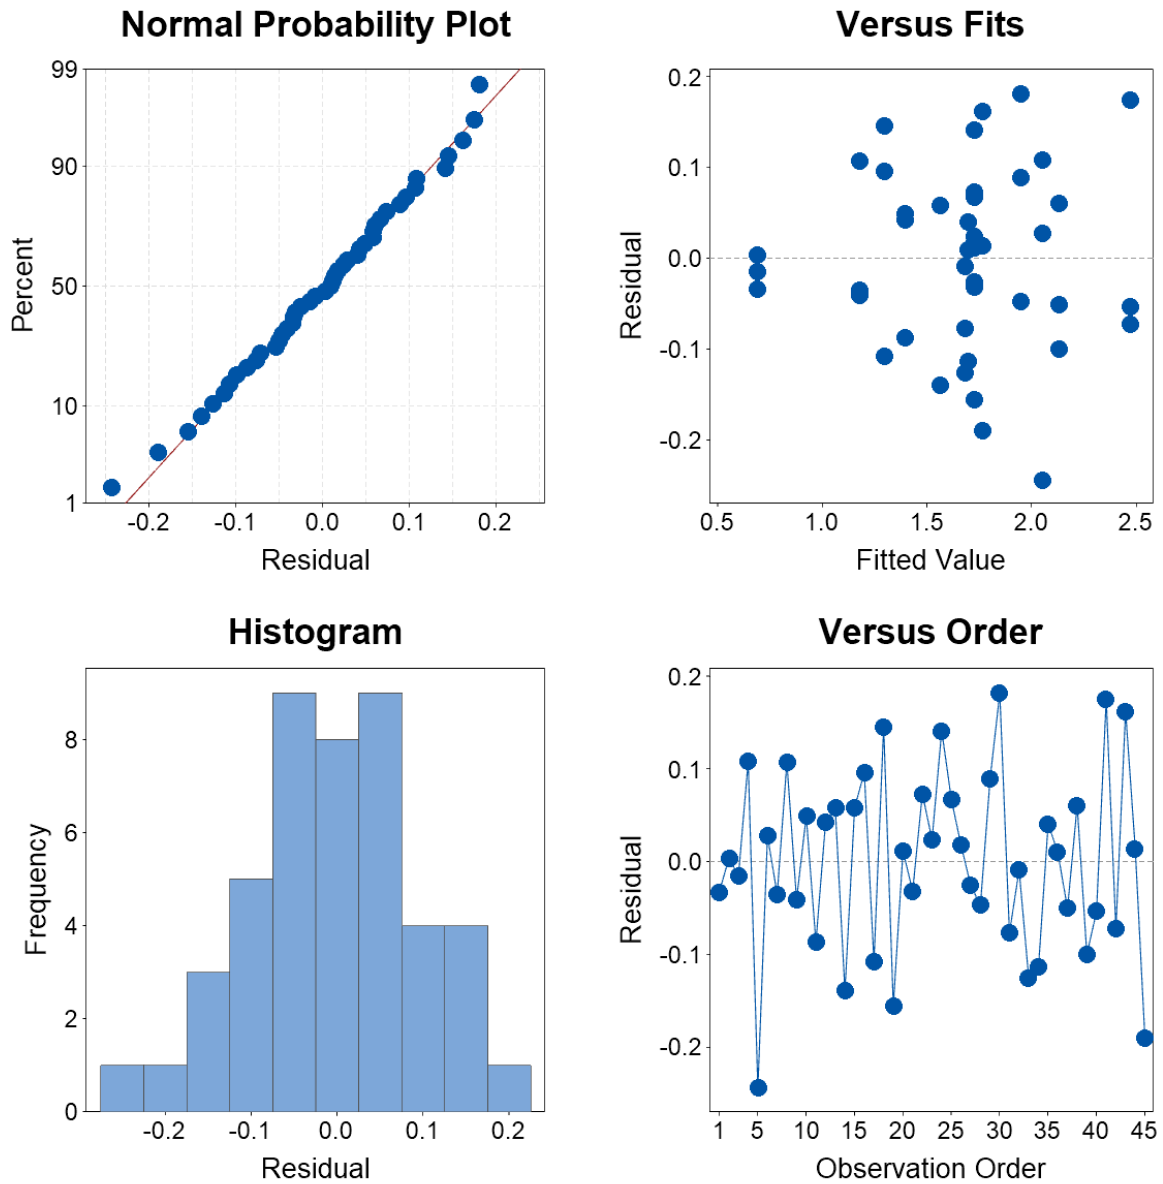 Normal Probability Plot
99
90
50
10
1
Percent
-0.2 -0.1 0.0 0.1 0.2
Residual
Versus Fits
0.2
0.1
0.0
-0.1
-0.2
Residual
0.5 1.0 1.5 2.0 2.5
Fitted Value
Histogram
8
6
4
2
0
Frequency
-0.2 -0.1 0.0 0.1 0.2
Residual
Versus Order
0.2
0.1
0.0
-0.1
-0.2
Residual
1 5 10 15 20 25 30 35 40 45
Observation Order